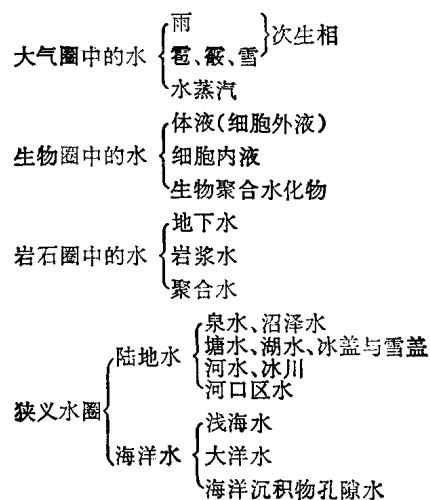 雨
次生相
大气圈中的水
雹、霰、雪
水蒸汽
体液(细胞外液)
生物圈中的水
细胞内液
生物聚合水化物
地下水
岩石圈中的水
岩浆水
聚合水
泉水、沼泽水
陆地水
塘水、湖水、冰盖与雪盖
河水、冰川
河口区水
狭义水圈
浅海水
海洋水
大洋水
海洋沉积物孔隙水